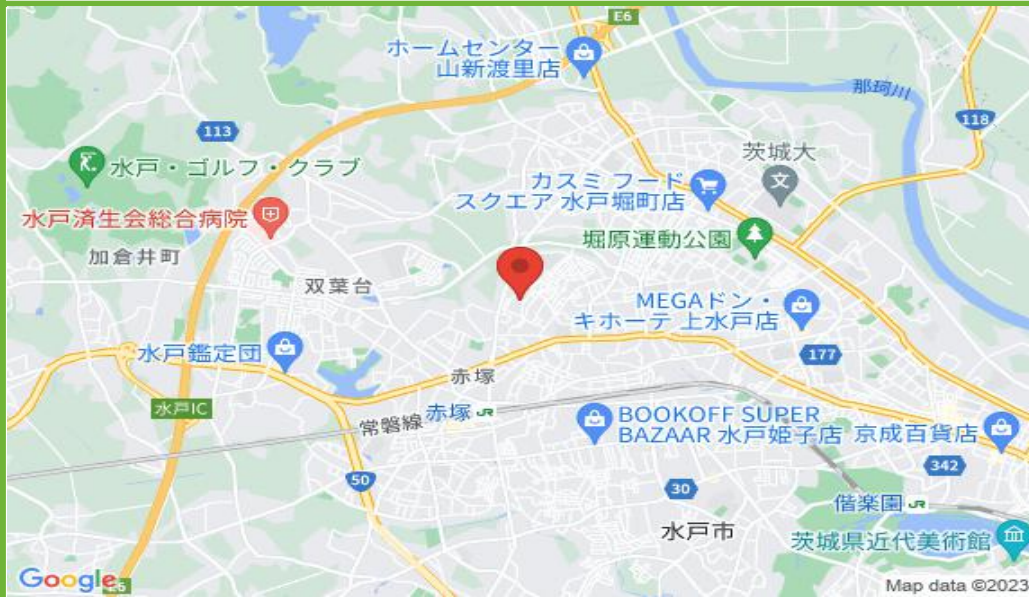 E6
ホームセンター
山新渡里店
那珂川
118
113
茨城大
水戸・ゴルフ・クラブ
カスミ フード
スクエア 水戸堀町店
水戸済生会総合病院
堀原運動公園
加倉井町
双葉台
MEGAドン・
キホーテ 上水戸店
水戸鑑定団
177
赤塚
水戸IC
赤塚 JR
常磐線
BOOKOFF SUPER
BAZAAR 水戸姫子店
京成百貨店
342
50
30
偕楽園 JR
水戸市
茨城県近代美術館
Google
E6
Map data ©2023